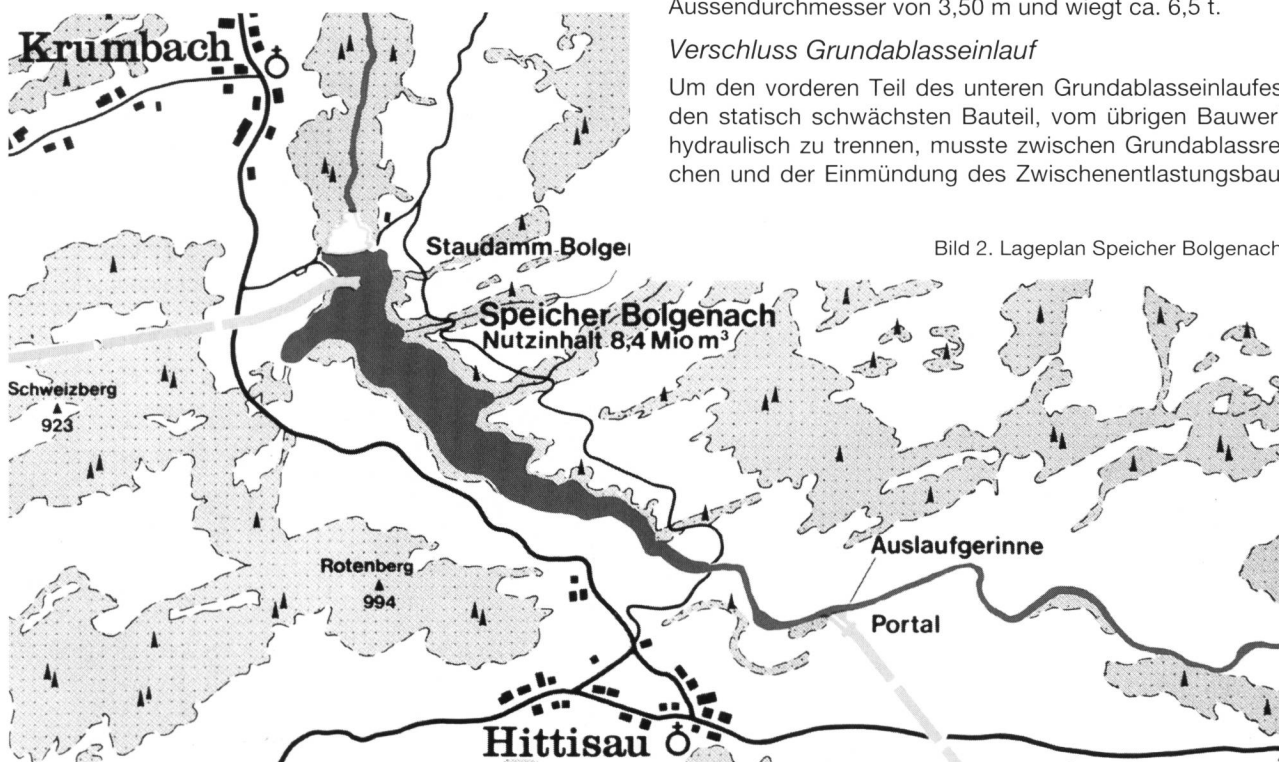 Aussendurchmesser von 3,50 m und wiegt ca. 6,5 t.
Verschluss Grundablasseinlauf
Um den vorderen Teil des unteren Grundablasseinlaufes
den statisch schwächsten Bauteil, vom übrigen Bauwer
hydraulisch zu trennen, musste zwischen Grundablassre
chen und der Einmündung des Zwischenentlastungsbau
Bild 2. Lageplan Speicher Bolgenach
Krumbach
Staudamm Bolge
Speicher Bolgenach
Nutzinhalt 8,4 Mio m³
Schweizberg
923
Rotenberg
994
Auslaufgerinne
Portal
Hittisau